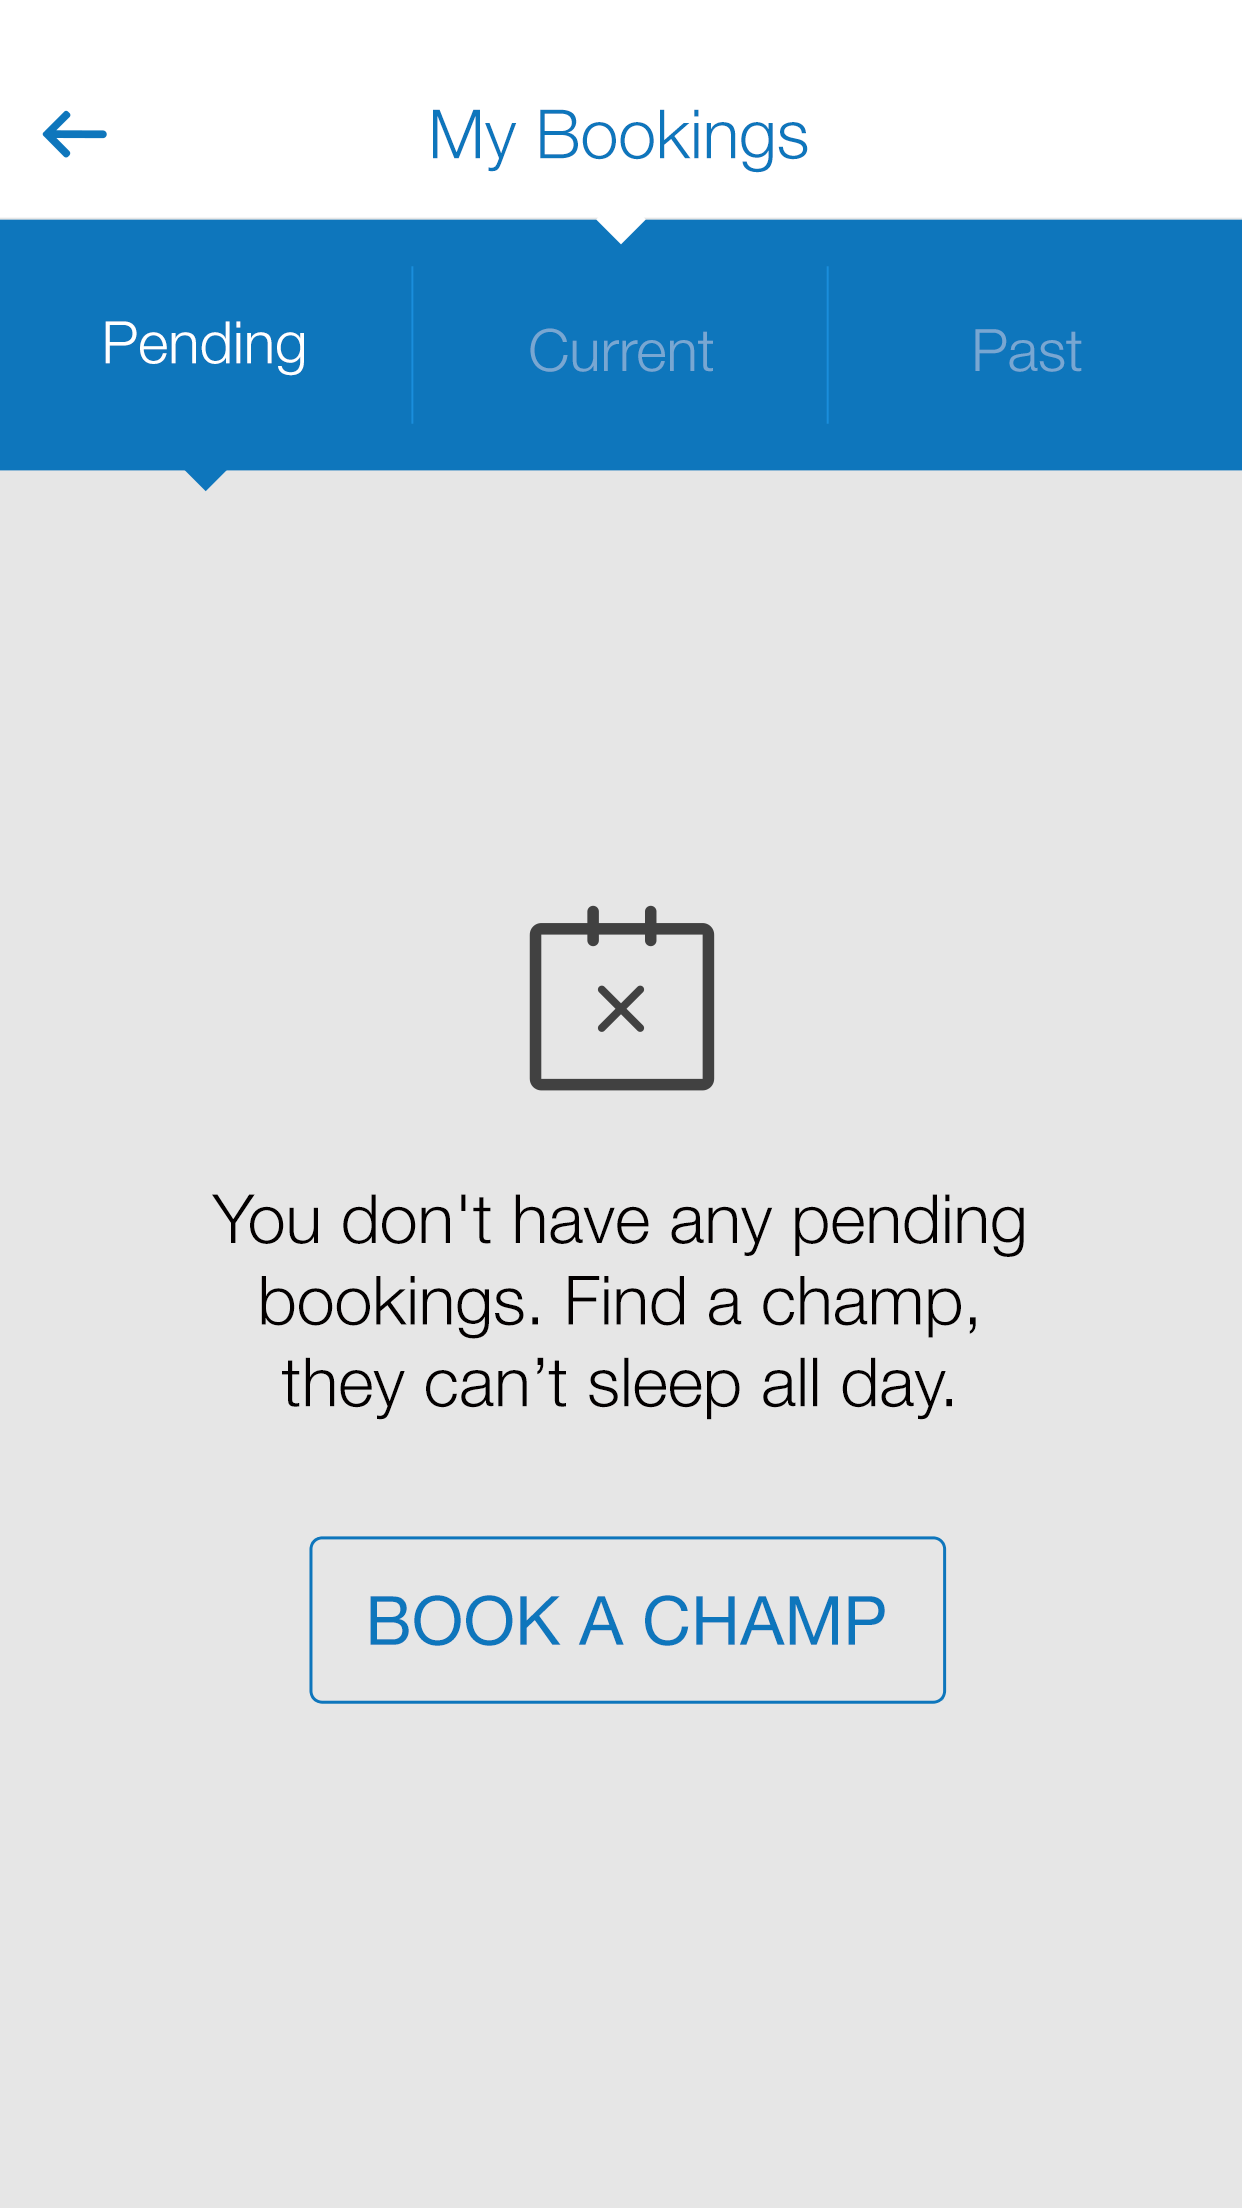 My Bookings
Pending
Current
Past
You don't have any pending
bookings. Find a champ,
they can’t sleep all day.
BOOK A CHAMP